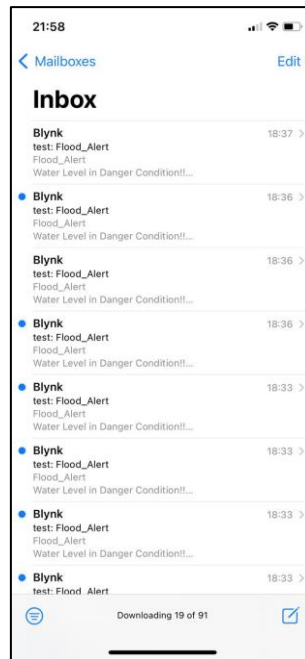 21:58
Mailboxes
Edit
Inbox
Blynk 18:37
test: Flood_Alert
Flood_Alert
Water Level in Danger Condition!!...
Blynk 18:36
test: Flood_Alert
Flood_Alert
Water Level in Danger Condition!!...
Blynk 18:36
test: Flood_Alert
Flood_Alert
Water Level in Danger Condition!!...
Blynk 18:36
test: Flood_Alert
Flood_Alert
Water Level in Danger Condition!!...
Blynk 18:33
test: Flood_Alert
Flood_Alert
Water Level in Danger Condition!!...
Blynk 18:33
test: Flood_Alert
Flood_Alert
Water Level in Danger Condition!!...
Blynk 18:33
test: Flood_Alert
Flood_Alert
Water Level in Danger Condition!!...
Blynk 18:33
test: Flood_Alert
Downloading 19 of 91